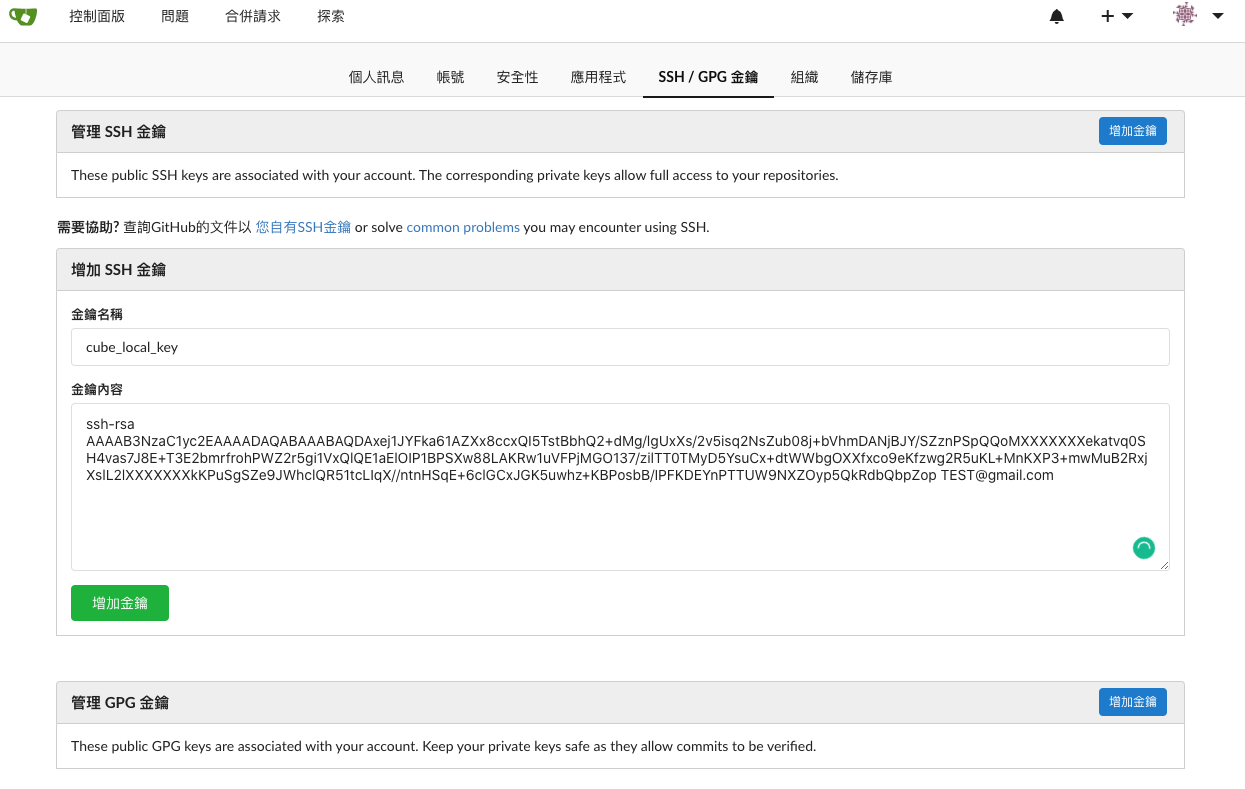 控制面版 問題 合併請求 探索
個人訊息 帳號 安全性 應用程式 SSH / GPG 金鑰 組織 儲存庫
管理 SSH 金鑰 增加金鑰
These public SSH keys are associated with your account. The corresponding private keys allow full access to your repositories.
需要協助? 查詢GitHub的文件以 您自有SSH金鑰 or solve common problems you may encounter using SSH.
增加 SSH 金鑰
金鑰名稱
cube_local_key
金鑰內容
ssh-rsa
AAAAB3NzaC1yc2EAAAADAQABAAABAQDAxej1JYFka61AZXx8ccxQI5TstBbhQ2+dMg/lgUxXs/2v5isq2NsZub08j+bVhmDANjBJY/SZznPSpQQoMXXXXXXXekatvq0S
H4vas7J8E+T3E2bmrfrohPWZ2r5gi1VxQIQE1aElOIP1BPSXw88LAKRw1uVFPjMGO137/zilTT0TMyD5YsuCx+dtWWbgOXXfxco9eKfzwg2R5uKL+MnKXP3+mwMuB2Rxj
XslL2lXXXXXXXkKPuSgSZe9JWhclQR51tcLIqX//ntnHSqE+6clGCxJGK5uwhz+KBPosbB/IPFKDEYnPTTUW9NXZOyp5QkRdbQbpZop TEST@gmail.com
增加金鑰
管理 GPG 金鑰 增加金鑰
These public GPG keys are associated with your account. Keep your private keys safe as they allow commits to be verified.